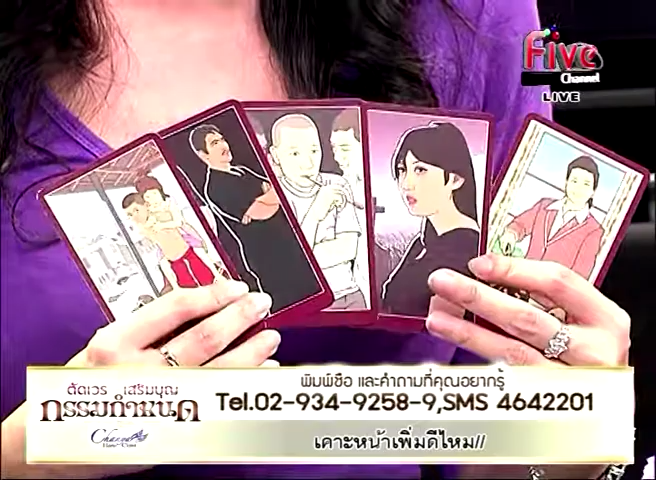 Five
Channel
LIVE
ตัดเวร เสริมบุญ
กรรมกำหนด
พิมพ์ชื่อ และคำถามที่คุณอยากรู้
Tel.02-934-9258-9,SMS 4642201
เคาะหน้าเพิ่มดีไหม//